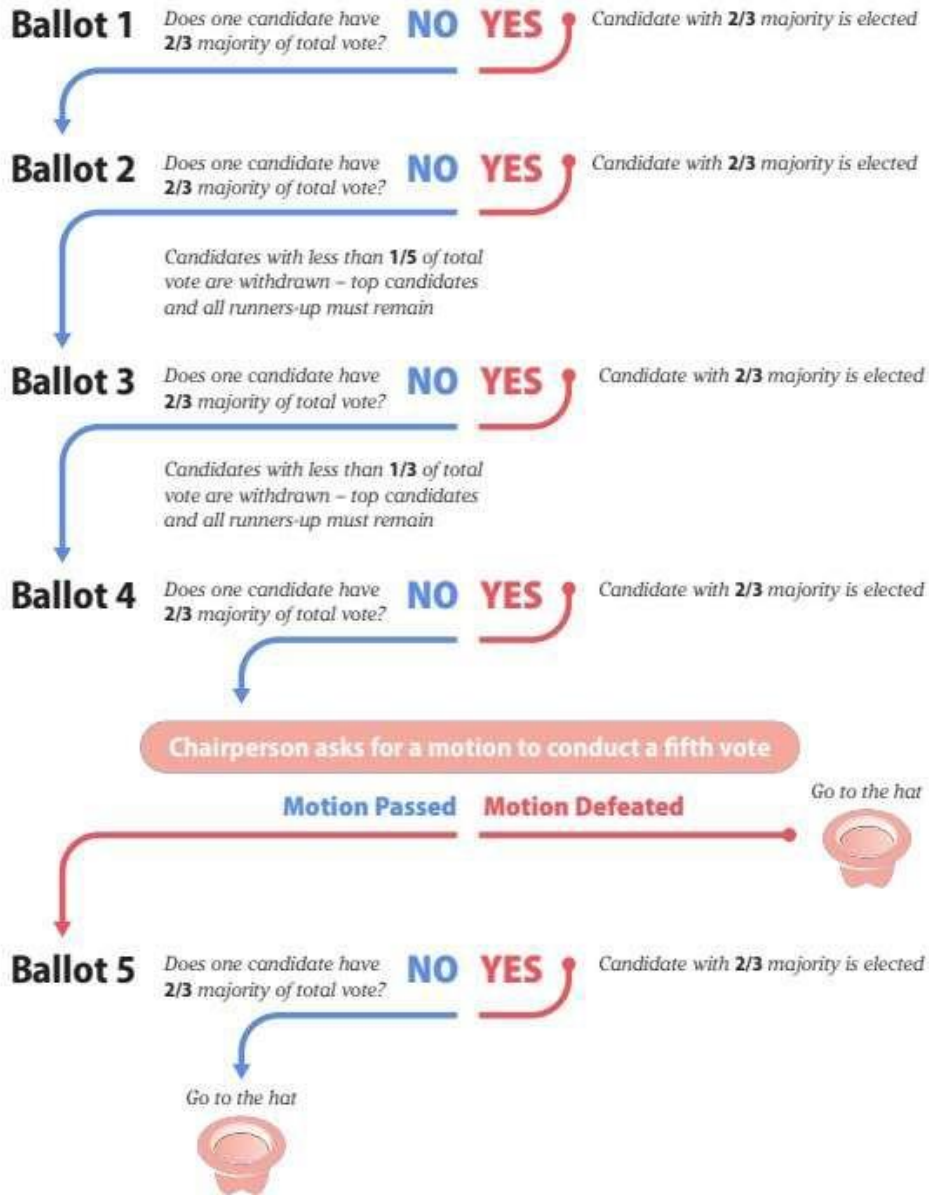 Ballot 1
Does one candidate have
2/3 majority of total vote?
NO YES
Candidate with 2/3 majority is elected
Ballot 2
Does one candidate have
2/3 majority of total vote?
NO YES
Candidate with 2/3 majority is elected
Candidates with less than 1/5 of total
vote are withdrawn – top candidates
and all runners-up must remain
Ballot 3
Does one candidate have
2/3 majority of total vote?
NO YES
Candidate with 2/3 majority is elected
Candidates with less than 1/3 of total
vote are withdrawn – top candidates
and all runners-up must remain
Ballot 4
Does one candidate have
2/3 majority of total vote?
NO YES
Candidate with 2/3 majority is elected
Chairperson asks for a motion to conduct a fifth vote
Motion Passed Motion Defeated
Go to the hat
Ballot 5
Does one candidate have
2/3 majority of total vote?
NO YES
Candidate with 2/3 majority is elected
Go to the hat